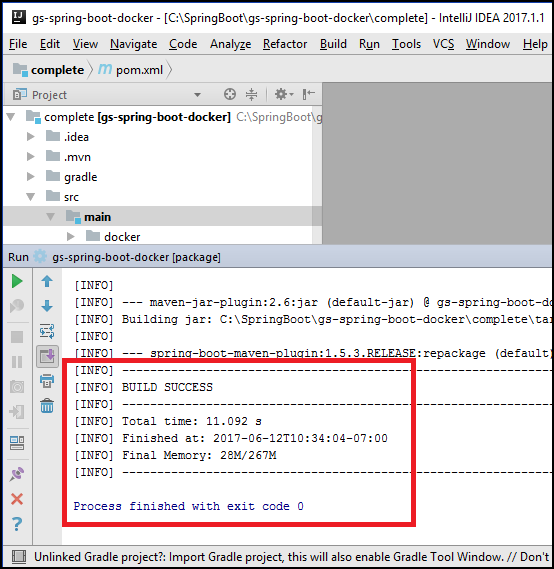 gs-spring-boot-docker - [C:\SpringBoot\gs-spring-boot-docker\complete] - IntelliJ IDEA 2017.1.1
File Edit View Navigate Code Analyze Refactor Build Run Tools VCS Window Help
complete pom.xml
Project
complete [gs-spring-boot-docker] C:\SpringBoot\g
.idea
.mvn
gradle
src
main
docker
Run gs-spring-boot-docker [package]
[INFO]
[INFO] --- maven-jar-plugin:2.6:jar (default-jar) @ gs-spring-boot-do
[INFO] Building jar: C:\SpringBoot\gs-spring-boot-docker\complete\tar
[INFO]
[INFO] --- spring-boot-maven-plugin:1.5.3.RELEASE:repackage (default)
[INFO] ------------------------------------------------------------------------
[INFO] BUILD SUCCESS
[INFO] ------------------------------------------------------------------------
[INFO] Total time: 11.092 s
[INFO] Finished at: 2017-06-12T10:34:04-07:00
[INFO] Final Memory: 28M/267M
[INFO] ------------------------------------------------------------------------
Process finished with exit code 0
Unlinked Gradle project?: Import Gradle project, this will also enable Gradle Tool Window. // Don't